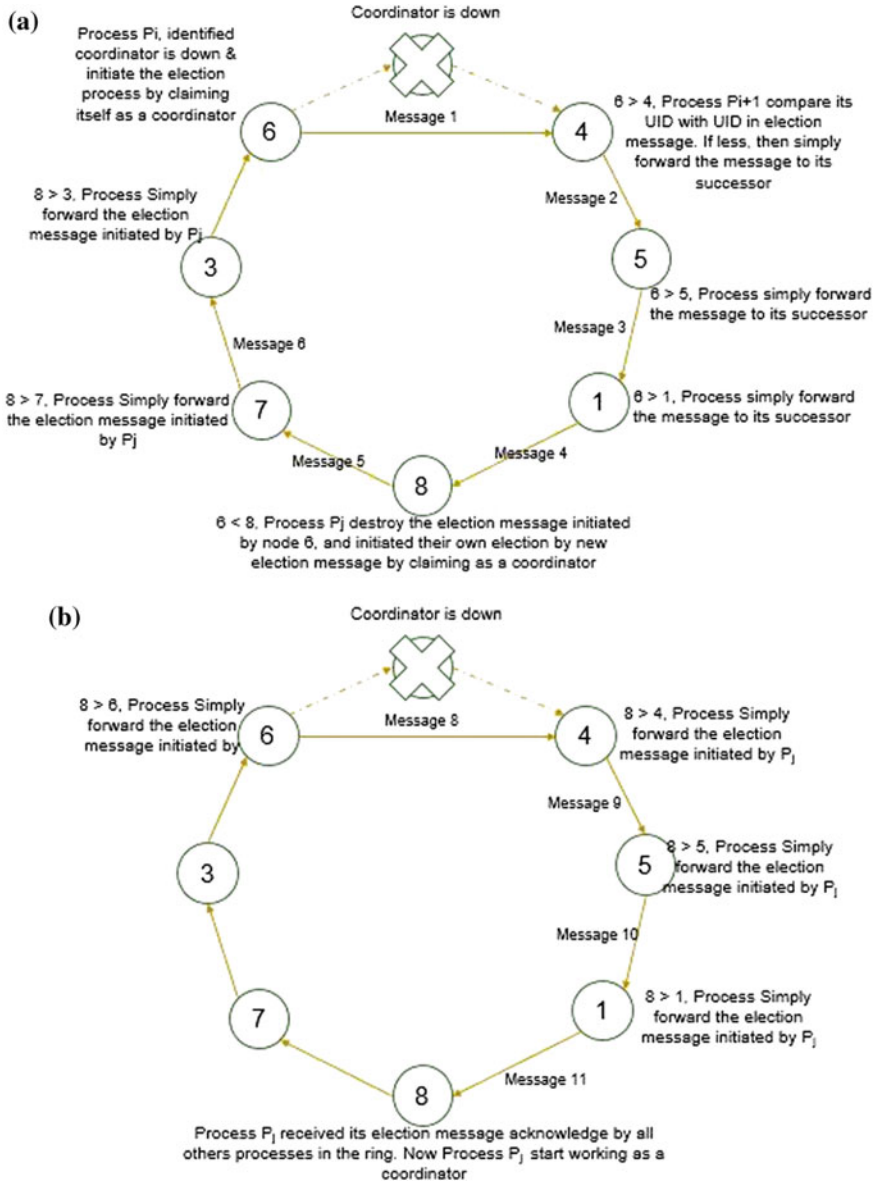 (a)
Coordinator is down
Process Pi, identified
coordinator is down &
initiate the election
process by claiming
itself as a coordinator
6
Message 1
4
6 > 4, Process Pi+1 compare its
UID with UID in election
message. If less, then simply
forward the message to its
successor
8 > 3, Process Simply
forward the election
message initiated by Pj
Message 2
3
5
6 > 5, Process simply forward
the message to its successor
Message 3
Message 6
8 > 7, Process Simply forward
the election message initiated
by Pj
7
1
6 > 1, Process simply forward
the message to its successor
Message 5
Message 4
8
6 < 8, Process Pj destroy the election message initiated
by node 6, and initiated their own election by new
election message by claiming as a coordinator
(b)
Coordinator is down
8 > 6, Process Simply
forward the election
message initiated by
6
Message 8
4
8 > 4, Process Simply
forward the election
message initiated by Pj
Message 9
3
5
8 > 5, Process Simply
forward the election
message initiated by Pj
Message 10
7
1
8 > 1, Process Simply
forward the election
message initiated by Pj
Message 11
8
Process Pj received its election message acknowledge by all
others processes in the ring. Now Process Pj start working as a
coordinator